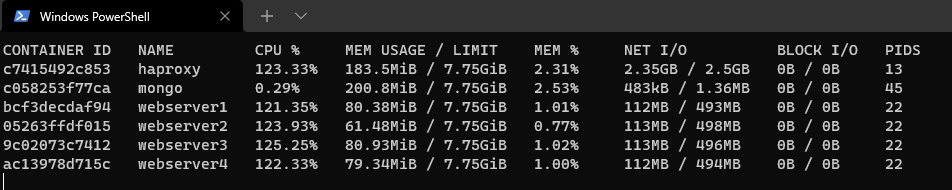 Windows PowerShell
CONTAINER ID NAME CPU % MEM USAGE / LIMIT MEM % NET I/O BLOCK I/O PIDS
c7415492c853 haproxy 123.33% 183.5MiB / 7.75GiB 2.31% 2.35GB / 2.5GB 0B / 0B 13
c058253f77ca mongo 0.29% 200.8MiB / 7.75GiB 2.53% 483kB / 1.36MB 0B / 0B 45
bcf3decdaf94 webserver1 121.35% 80.38MiB / 7.75GiB 1.01% 112MB / 493MB 0B / 0B 22
05263ffdf015 webserver2 123.93% 61.48MiB / 7.75GiB 0.77% 113MB / 498MB 0B / 0B 22
9c02073c7412 webserver3 125.25% 80.93MiB / 7.75GiB 1.02% 113MB / 496MB 0B / 0B 22
ac13978d715c webserver4 122.33% 79.34MiB / 7.75GiB 1.00% 112MB / 494MB 0B / 0B 22